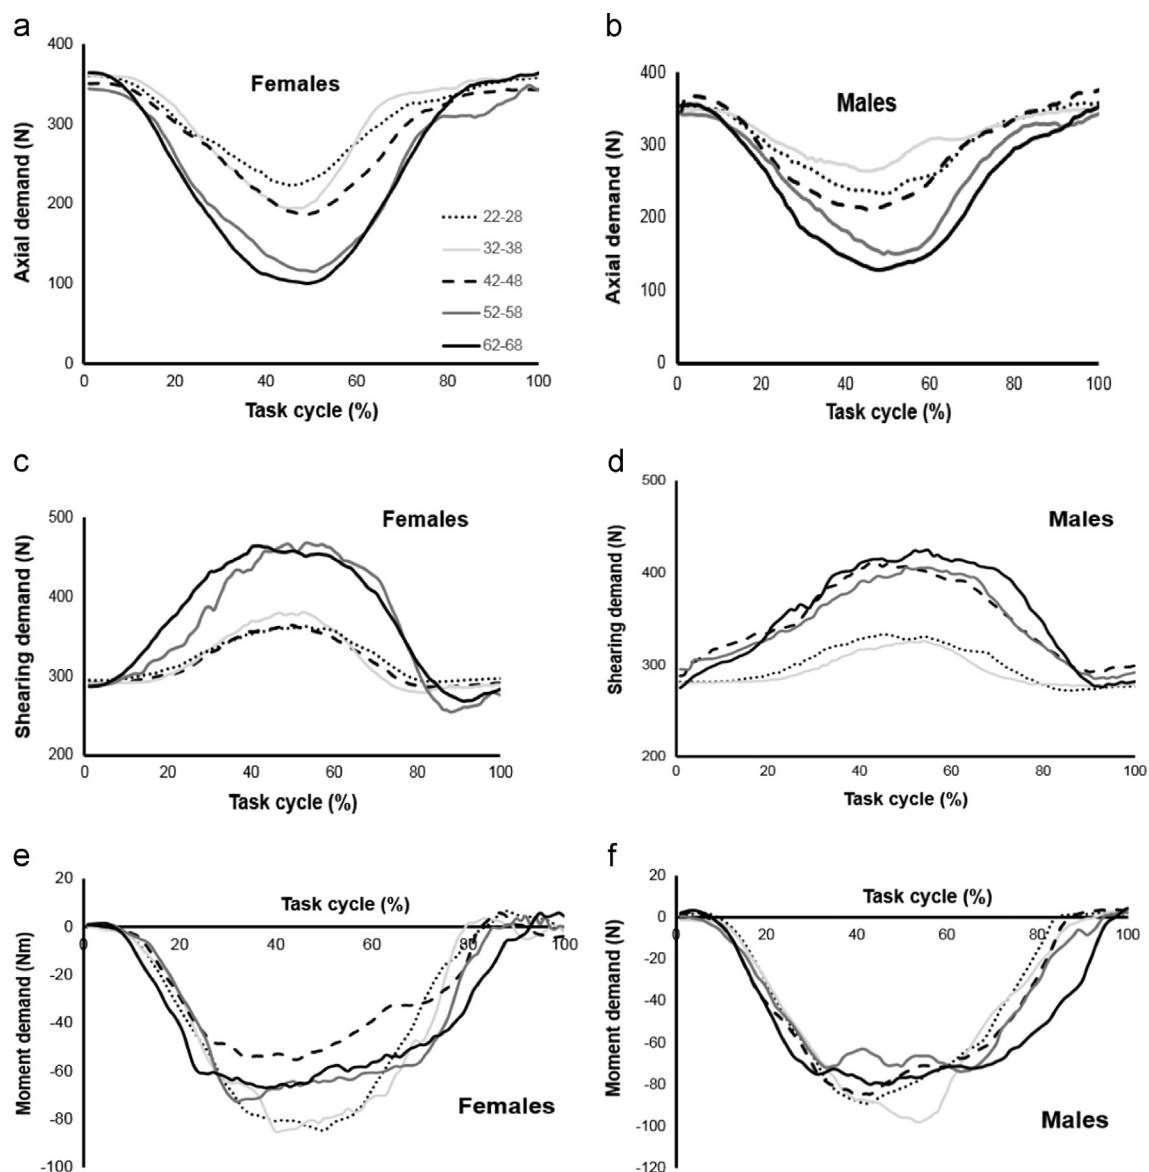 a
400
300
200
100
0
Axial demand (N)
Females
22-28
32-38
42-48
52-58
62-68
0 20 40 60 80 100
Task cycle (%)
b
400
300
200
100
0
Axial demand (N)
Males
0 20 40 60 80 100
Task cycle (%)
c
500
400
300
200
Shearing demand (N)
Females
0 20 40 60 80 100
Task cycle (%)
d
500
400
300
200
Shearing demand (N)
Males
0 20 40 60 80 100
Task cycle (%)
e
20
0
-20
-40
-60
-80
-100
Moment demand (Nm)
Task cycle (%)
0 20 40 60 80 100
Females
f
20
0
-20
-40
-60
-80
-100
-120
Moment demand (N)
Task cycle (%)
0 20 40 60 80 100
Males